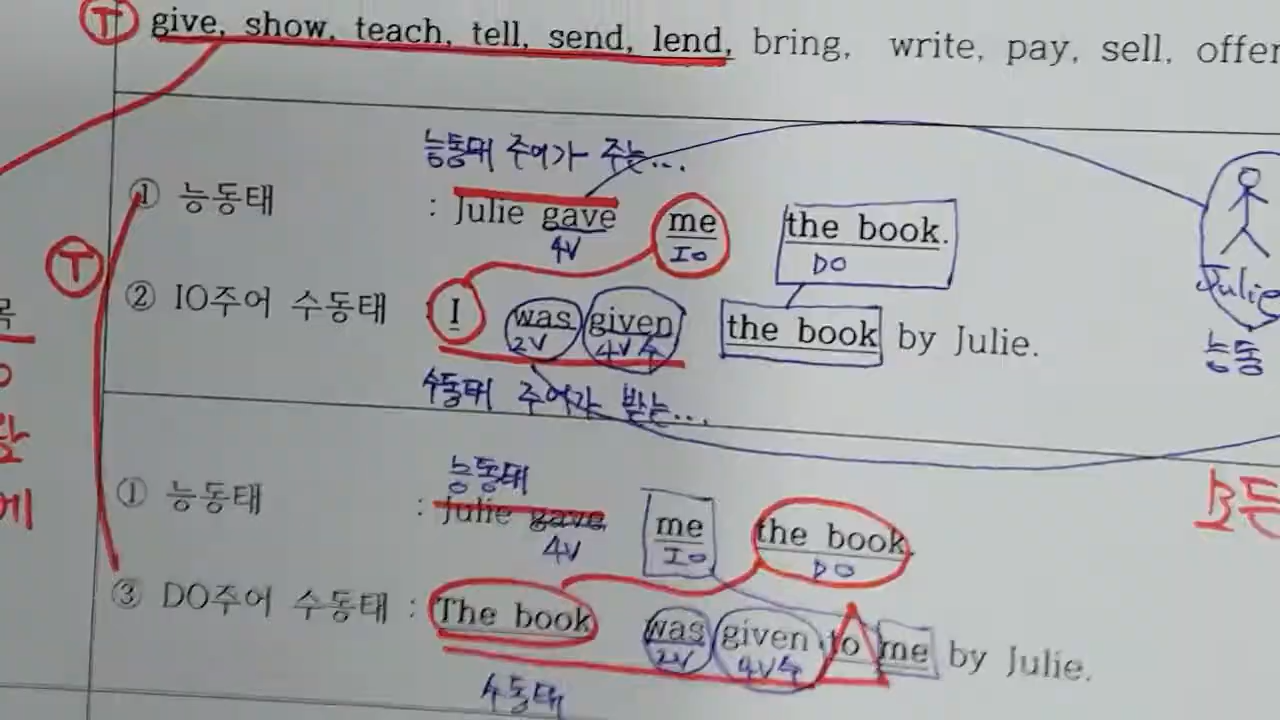 T give, show, teach, tell, send, lend, bring, write, pay, sell, offer
능동태 주어가 주는...
① 능동태 : Julie gave me the book.
4V IO DO
T
Julie
능동
② IO주어 수동태 I was given the book by Julie.
2V 4V수
수동태 주어가 받는...
능동태
① 능동태 : Julie gave me the book.
4V IO DO
③ DO주어 수동태 : The book was given to me by Julie.
2V 4V수
수동태